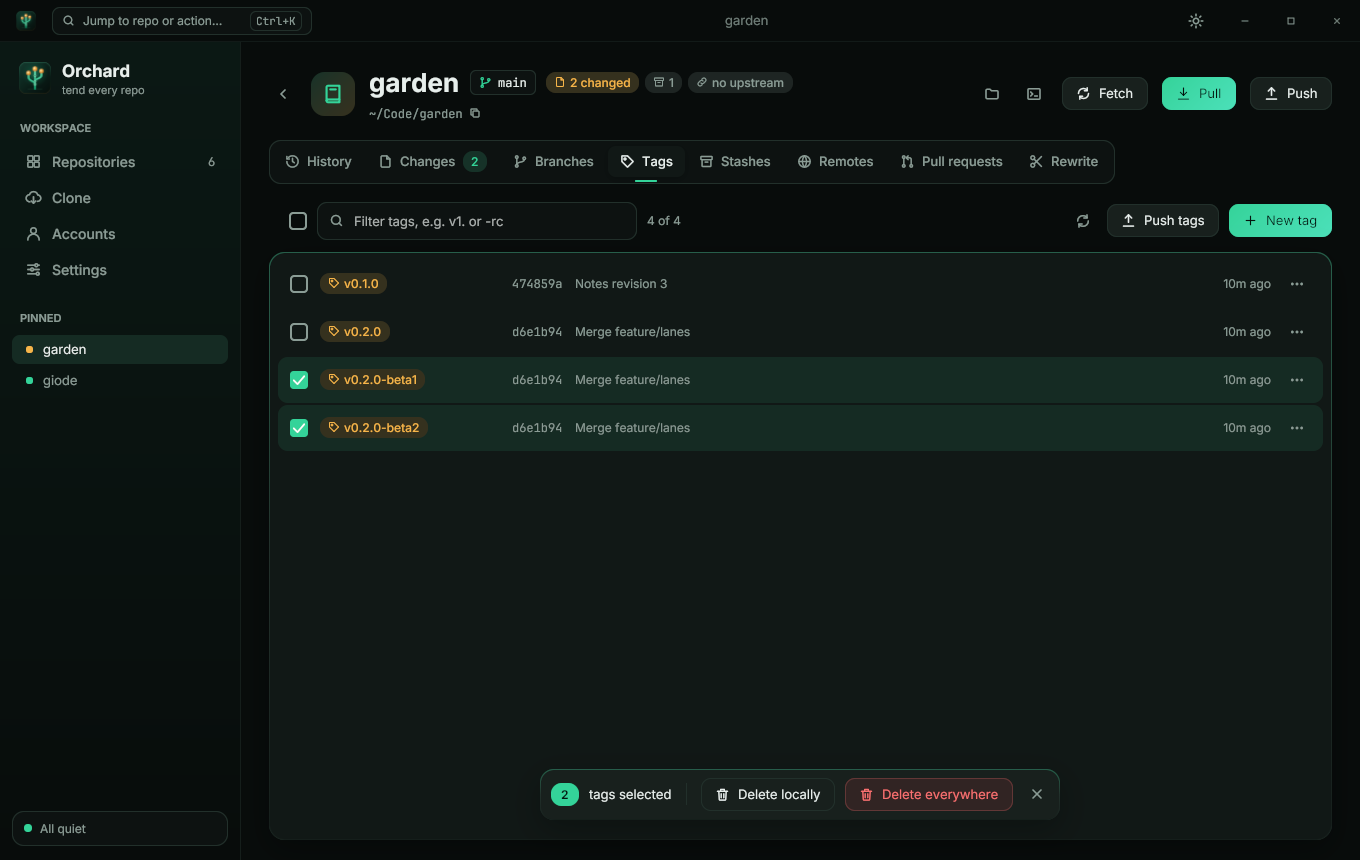 Jump to repo or action... Ctrl+K
garden
Orchard
tend every repo
WORKSPACE
Repositories 6
Clone
Accounts
Settings
PINNED
garden
giode
All quiet
garden main 2 changed 1 no upstream
~/Code/garden
Fetch Pull Push
History Changes 2 Branches Tags Stashes Remotes Pull requests Rewrite
Filter tags, e.g. v1. or -rc 4 of 4 Push tags New tag
v0.1.0 474859a Notes revision 3 10m ago
v0.2.0 d6e1b94 Merge feature/lanes 10m ago
v0.2.0-beta1 d6e1b94 Merge feature/lanes 10m ago
v0.2.0-beta2 d6e1b94 Merge feature/lanes 10m ago
2 tags selected Delete locally Delete everywhere